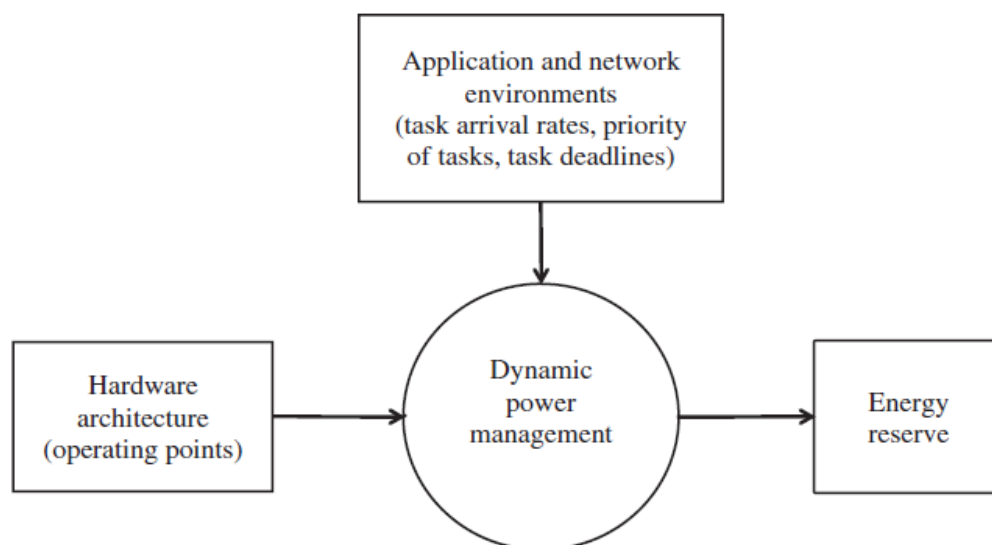 Application and network
environments
(task arrival rates, priority
of tasks, task deadlines)
Hardware
architecture
(operating points)
Dynamic
power
management
Energy
reserve